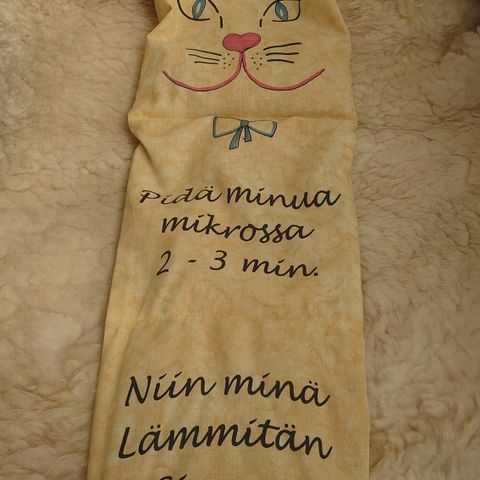 Pidä minua
mikrossa
2 - 3 min.
Niin minä
Lämmitän